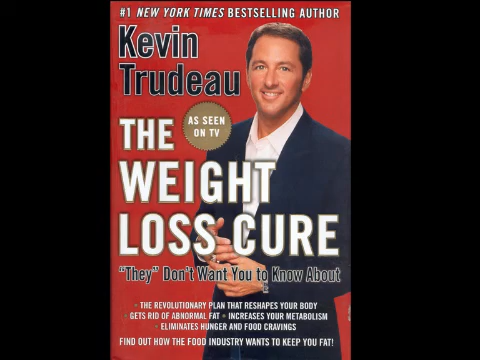 #1 NEW YORK TIMES BESTSELLING AUTHOR
Kevin
Trudeau
AS SEEN
ON TV
THE
WEIGHT
LOSS CURE
"They" Don't Want You to Know About
• THE REVOLUTIONARY PLAN THAT RESHAPES YOUR BODY
• GETS RID OF ABNORMAL FAT • INCREASES YOUR METABOLISM
• ELIMINATES HUNGER AND FOOD CRAVINGS
FIND OUT HOW THE FOOD INDUSTRY WANTS TO KEEP YOU FAT!